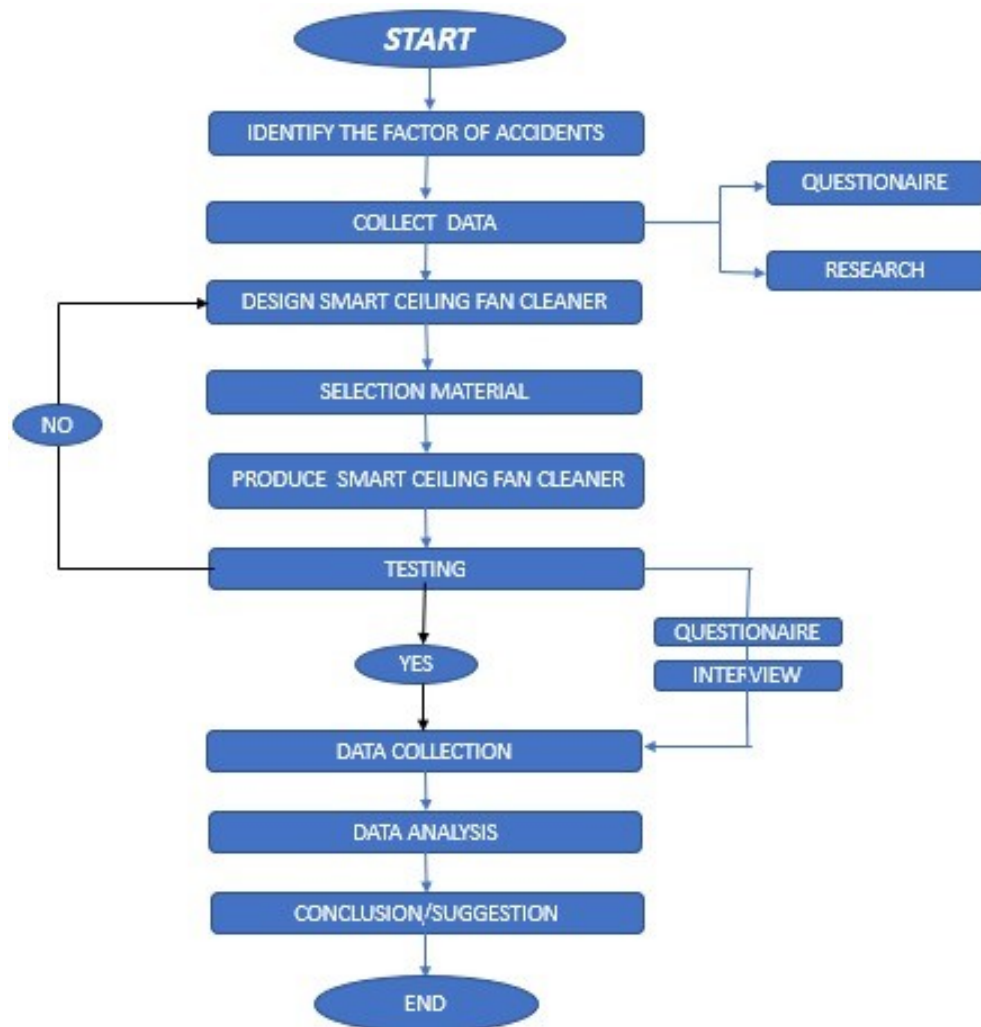 START
IDENTIFY THE FACTOR OF ACCIDENTS
QUESTIONAIRE
COLLECT DATA
RESEARCH
DESIGN SMART CEILING FAN CLEANER
SELECTION MATERIAL
NO
PRODUCE SMART CEILING FAN CLEANER
TESTING
QUESTIONAIRE
YES
INTERVIEW
DATA COLLECTION
DATA ANALYSIS
CONCLUSION/SUGGESTION
END